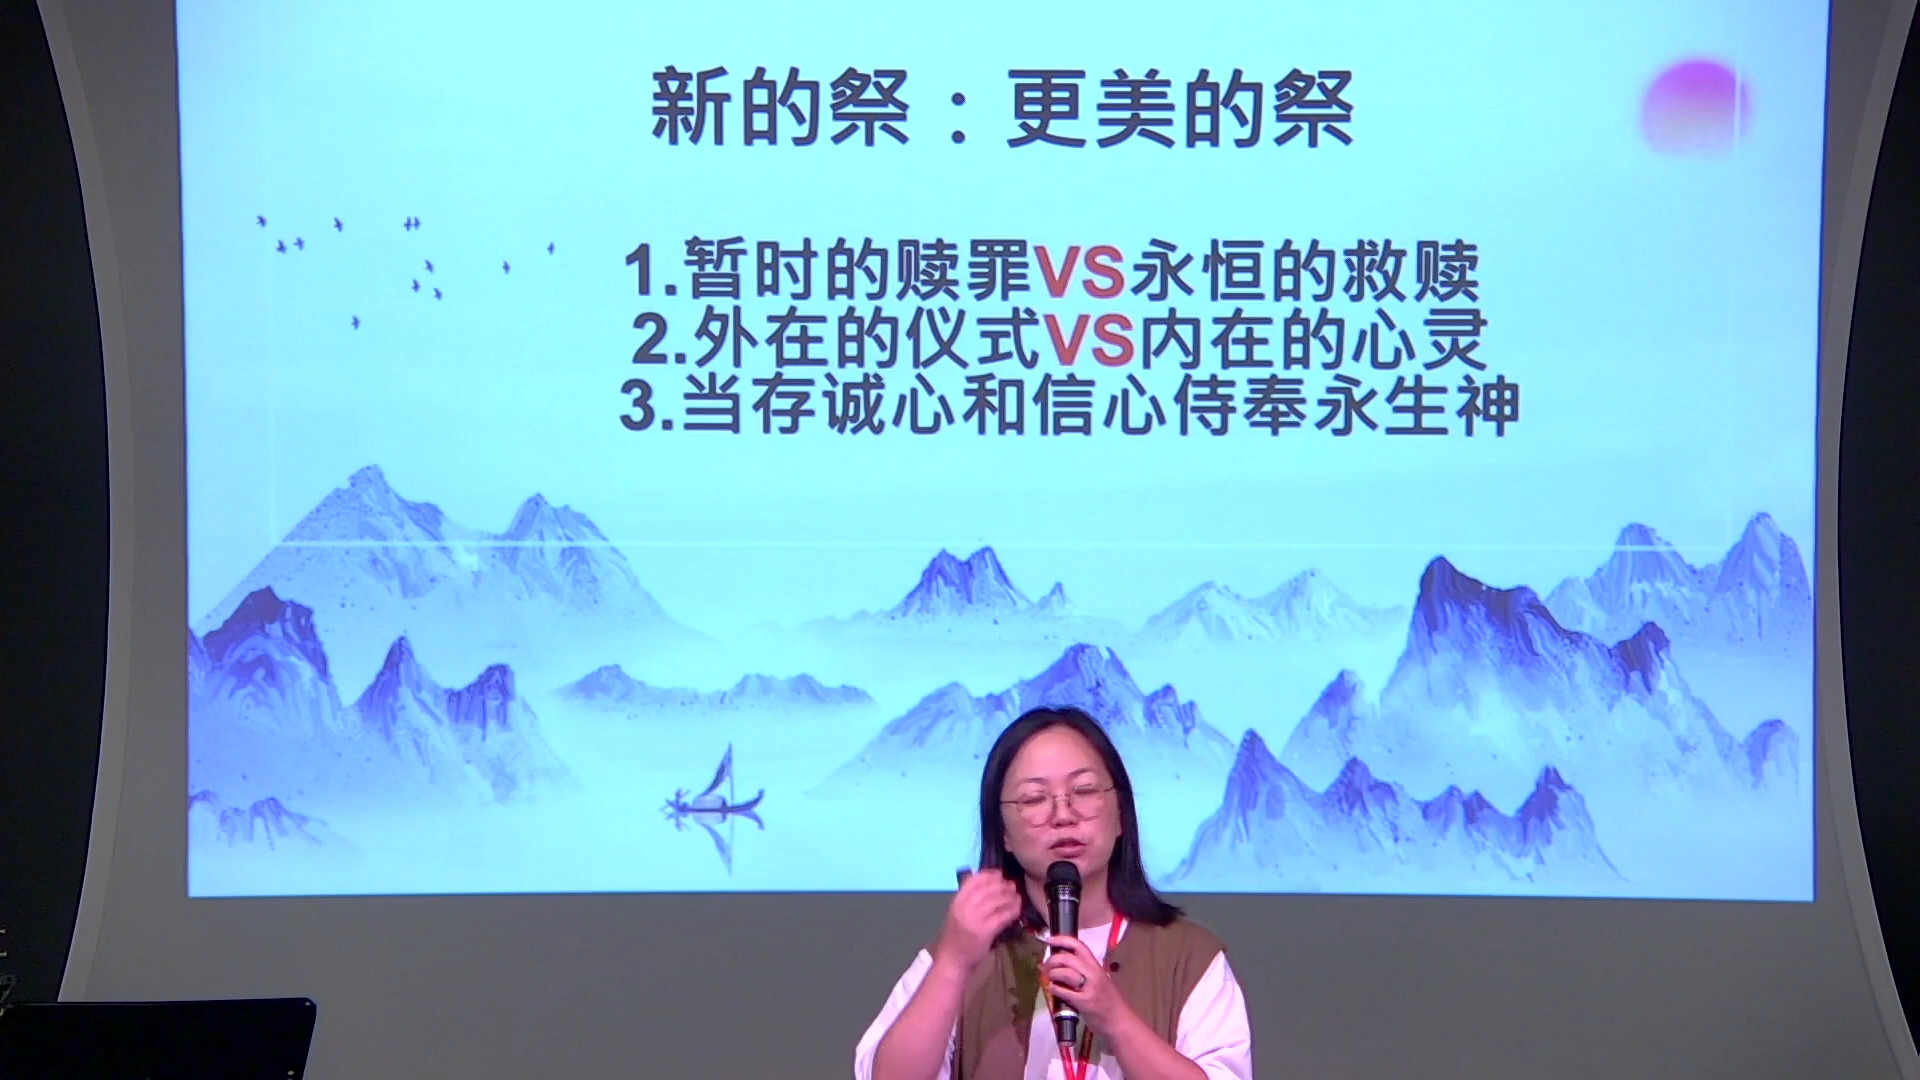 新的祭：更美的祭
1.暂时的赎罪VS永恒的救赎
2.外在的仪式VS内在的心灵
3.当存诚心和信心侍奉永生神